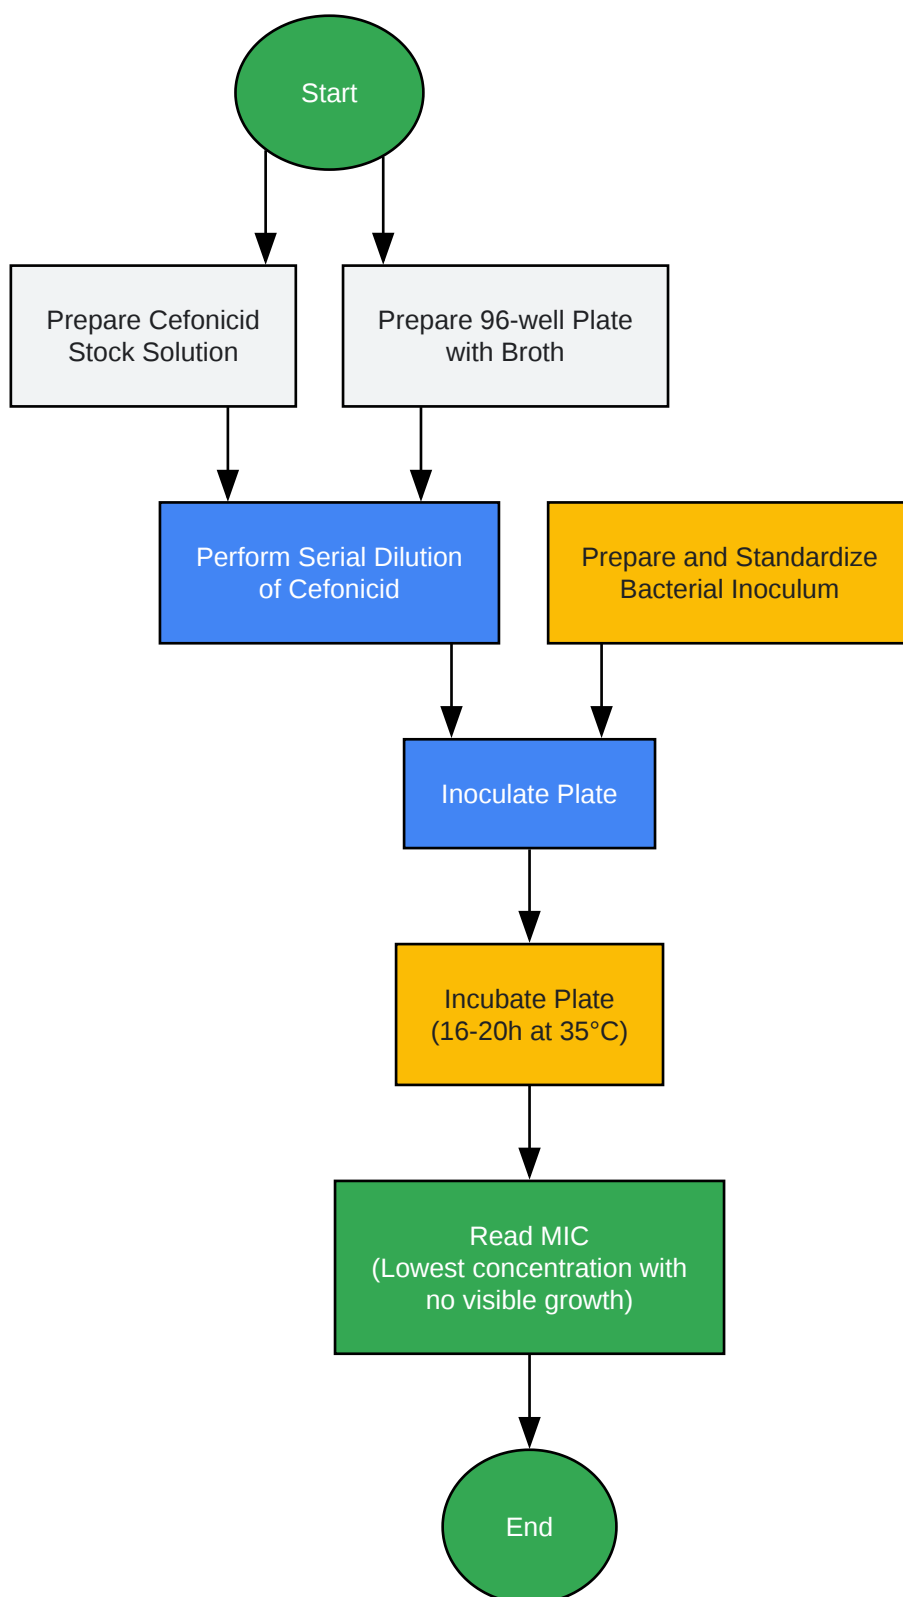 Start
Prepare Cefonicid
Stock Solution
Prepare 96-well Plate
with Broth
Perform Serial Dilution
of Cefonicid
Prepare and Standardize
Bacterial Inoculum
Inoculate Plate
Incubate Plate
(16-20h at 35°C)
Read MIC
(Lowest concentration with
no visible growth)
End